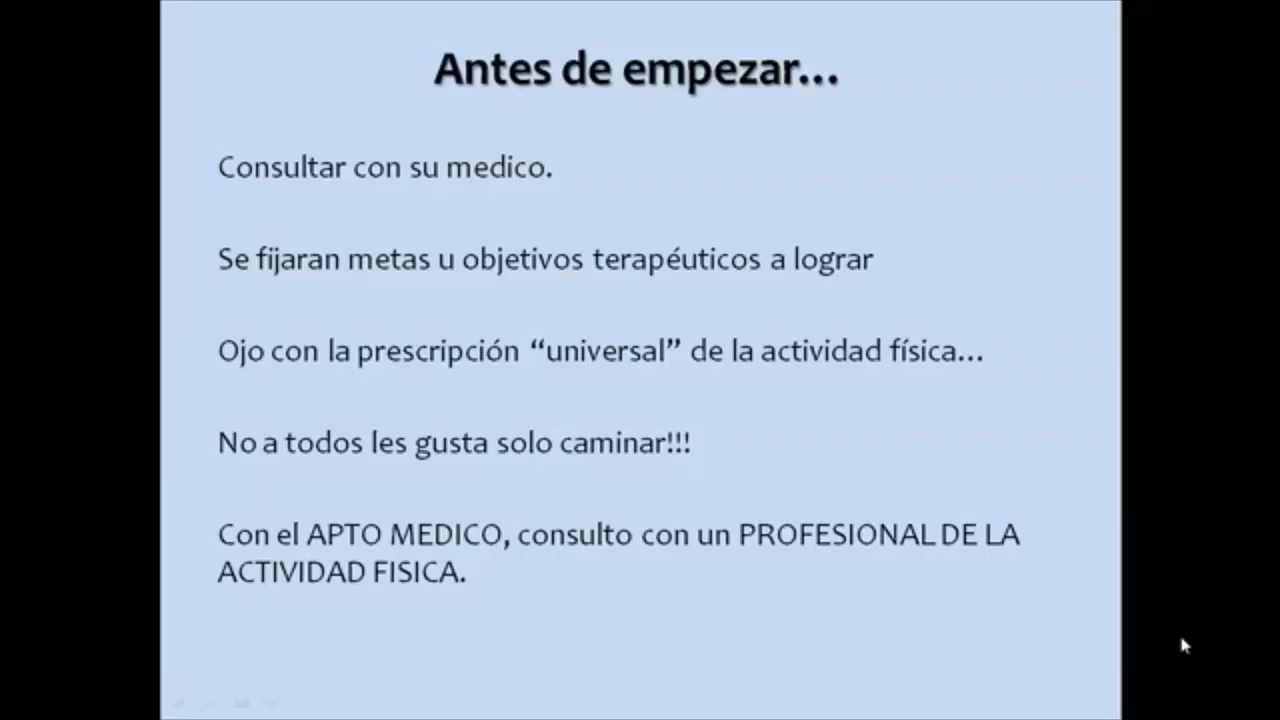 Antes de empezar...
Consultar con su medico.
Se fijaran metas u objetivos terapéuticos a lograr
Ojo con la prescripción “universal” de la actividad física...
No a todos les gusta solo caminar!!!
Con el APTO MEDICO, consulto con un PROFESIONAL DE LA
ACTIVIDAD FISICA.